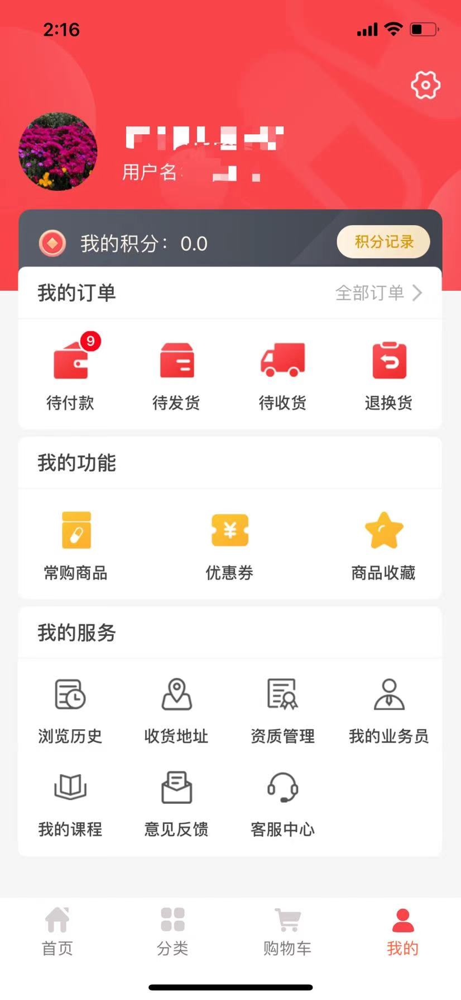 2:16
用户名:
我的积分：0.0
积分记录
我的订单
全部订单
9
待付款 待发货 待收货 退换货
我的功能
¥
常购商品 优惠券 商品收藏
我的服务
浏览历史 收货地址 资质管理 我的业务员
我的课程 意见反馈 客服中心
首页 分类 购物车 我的